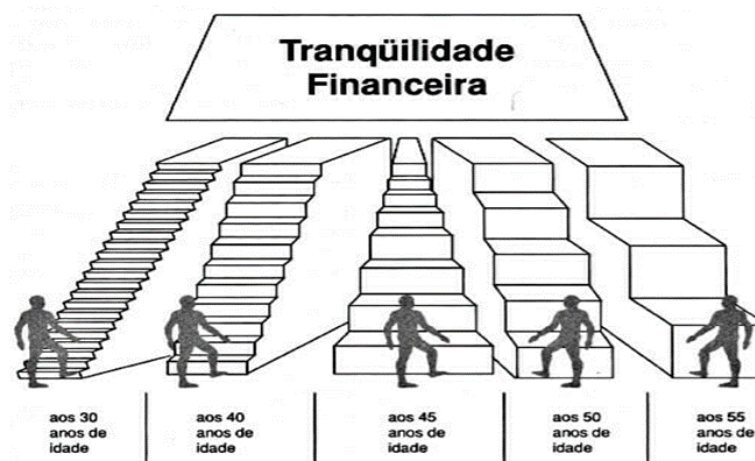 Tranqüilidade
Financeira
aos 30
anos de
idade
aos 40
anos de
idade
aos 45
anos de
idade
aos 50
anos de
idade
aos 55
anos de
idade